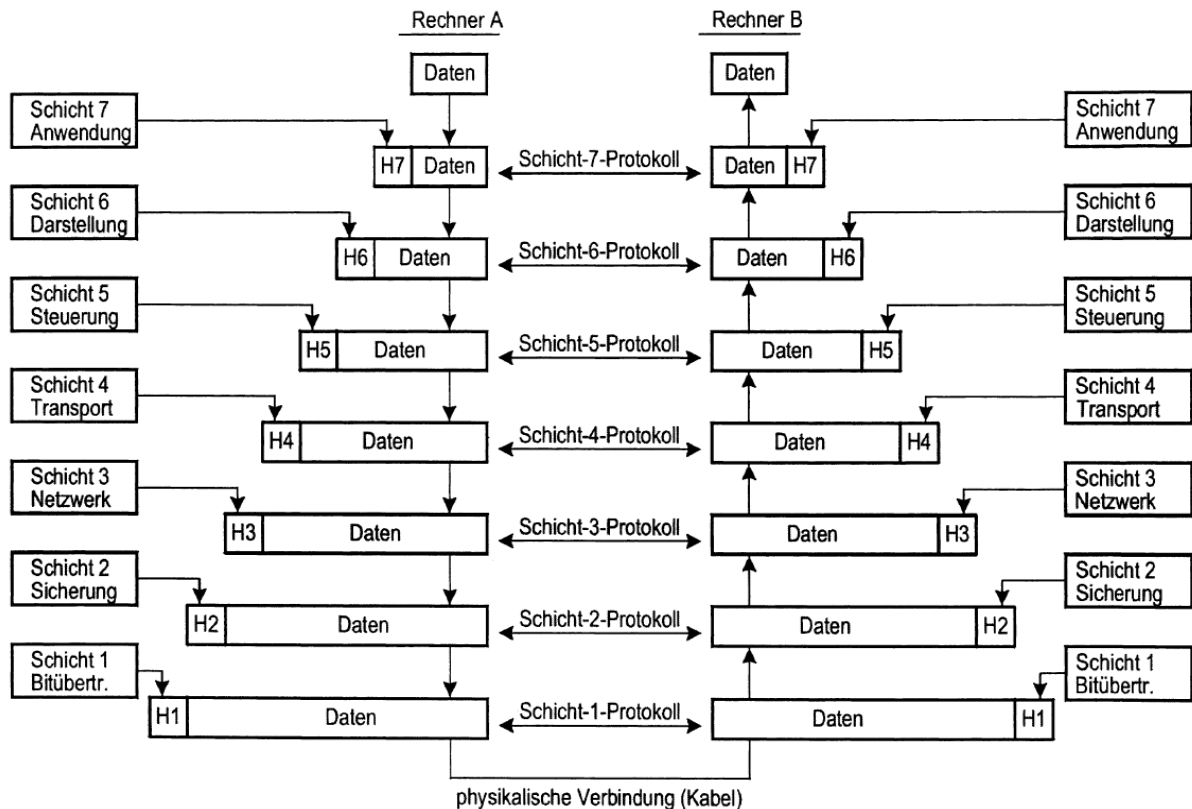 Rechner A
Rechner B
Daten
Daten
Schicht 7
Anwendung
Schicht 7
Anwendung
H7
Daten
Schicht-7-Protokoll
Daten
H7
Schicht 6
Darstellung
Schicht 6
Darstellung
H6
Daten
Schicht-6-Protokoll
Daten
H6
Schicht 5
Steuerung
Schicht 5
Steuerung
H5
Daten
Schicht-5-Protokoll
Daten
H5
Schicht 4
Transport
Schicht 4
Transport
H4
Daten
Schicht-4-Protokoll
Daten
H4
Schicht 3
Netzwerk
Schicht 3
Netzwerk
H3
Daten
Schicht-3-Protokoll
Daten
H3
Schicht 2
Sicherung
Schicht 2
Sicherung
H2
Daten
Schicht-2-Protokoll
Daten
H2
Schicht 1
Bitübertr.
Schicht 1
Bitübertr.
H1
Daten
Schicht-1-Protokoll
Daten
H1
physikalische Verbindung (Kabel)